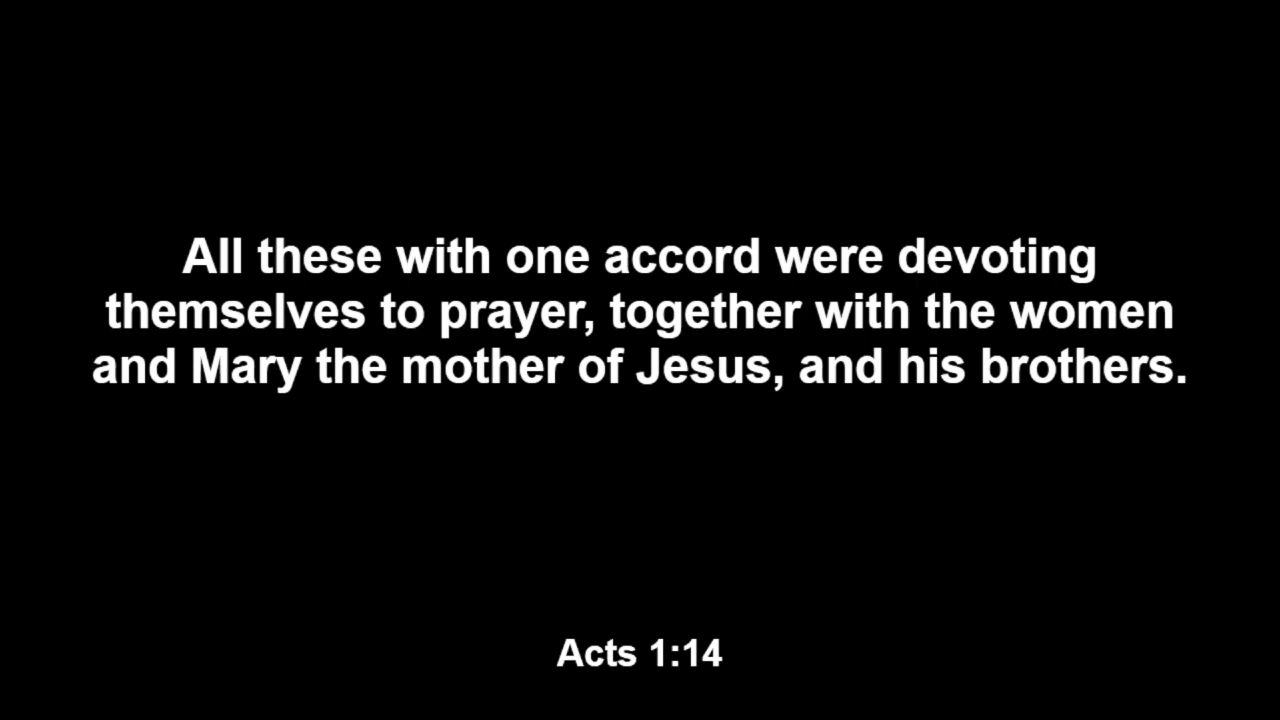 All these with one accord were devoting
themselves to prayer, together with the women
and Mary the mother of Jesus, and his brothers.
Acts 1:14